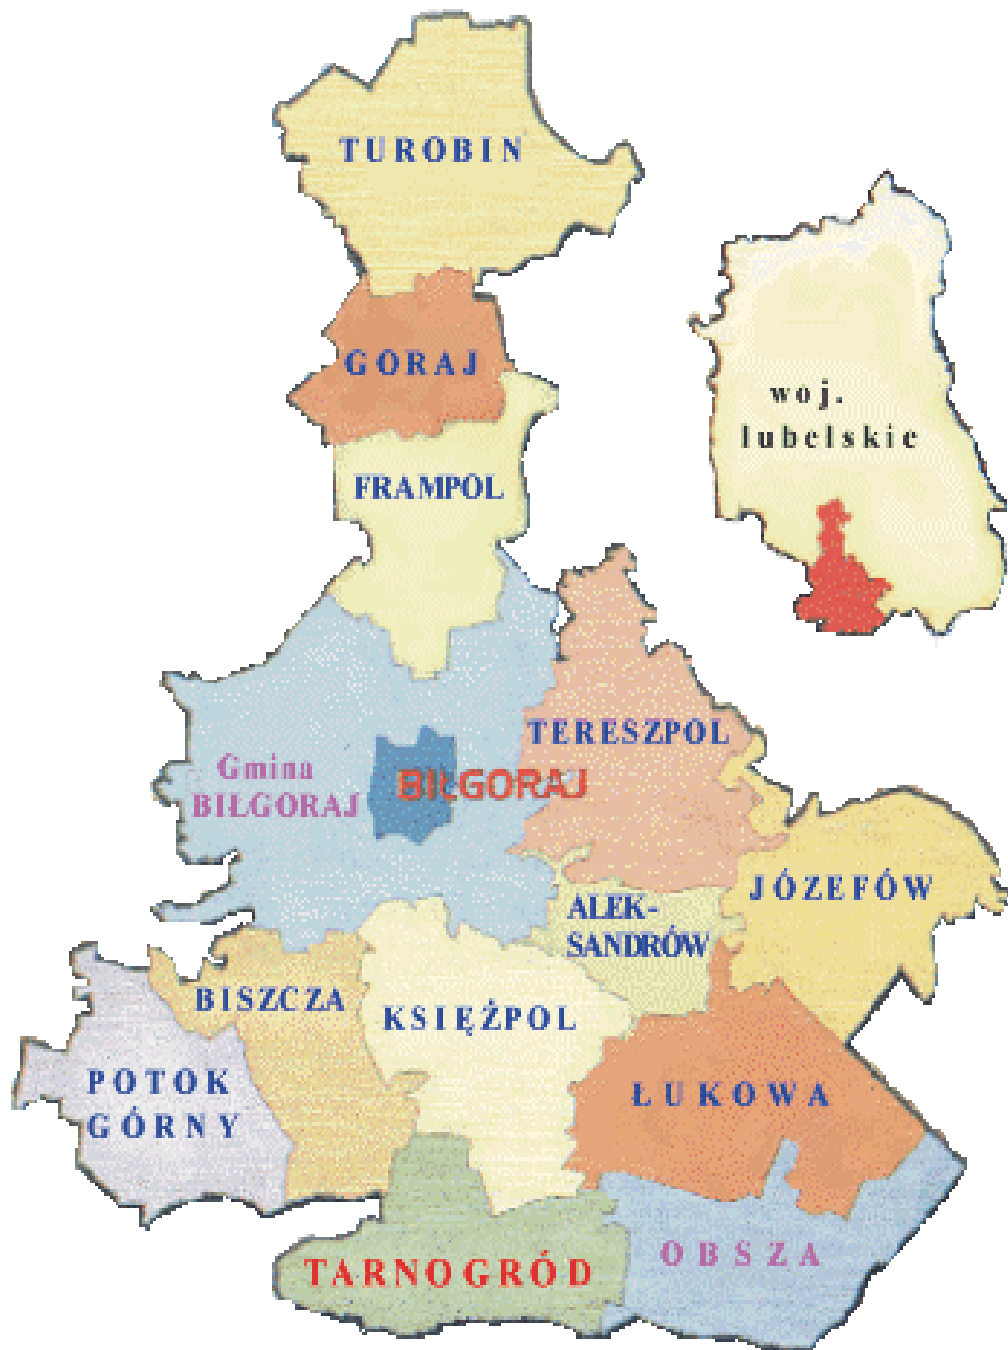 TUROBIN
GORAJ
woj.
lubelskie
FRAMPOL
TERESZPOL
Gmina
BIŁGORAJ
BIŁGORAJ
JÓZEFÓW
ALEK-
SANDRÓW
BISZCZA
KSIĘŻPOL
POTOK
GÓRNY
ŁUKOWA
OBSZA
TARNOGRÓD